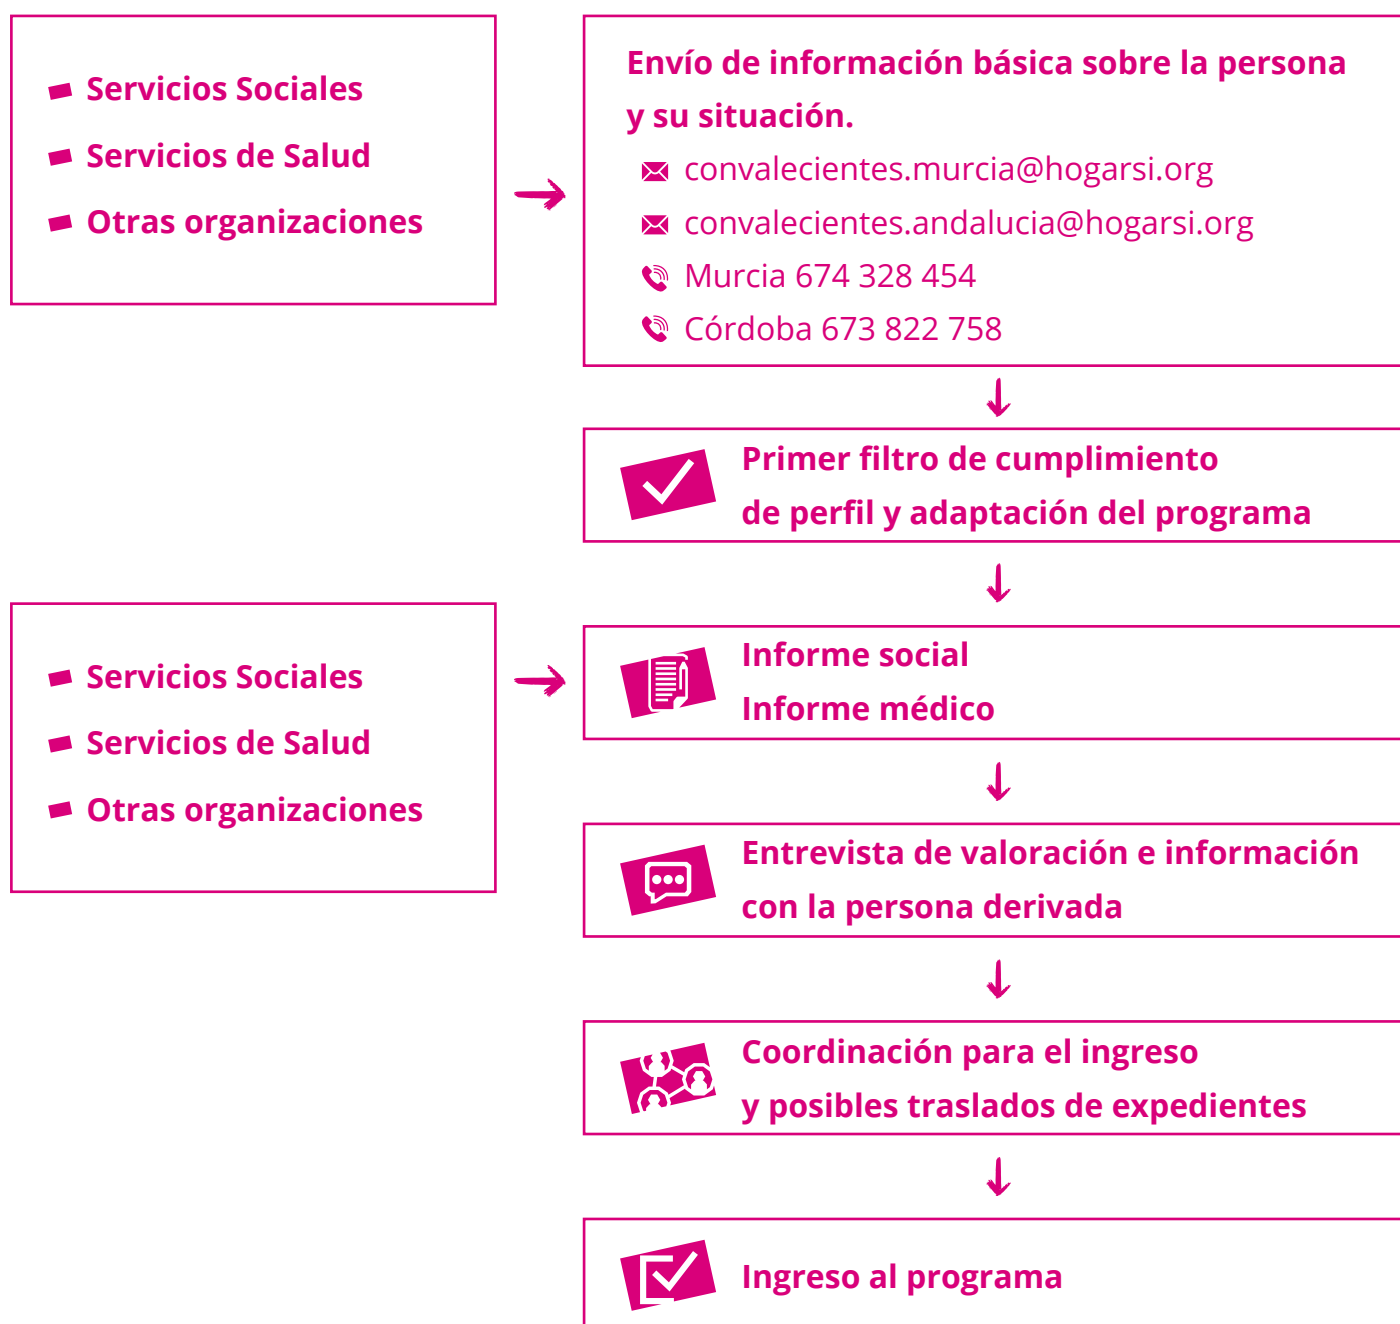 Servicios Sociales
Servicios de Salud
Otras organizaciones
Envío de información básica sobre la persona
y su situación.
convalecientes.murcia@hogarsi.org
convalecientes.andalucia@hogarsi.org
Murcia 674 328 454
Córdoba 673 822 758
Primer filtro de cumplimiento
de perfil y adaptación del programa
Servicios Sociales
Servicios de Salud
Otras organizaciones
Informe social
Informe médico
Entrevista de valoración e información
con la persona derivada
Coordinación para el ingreso
y posibles traslados de expedientes
Ingreso al programa